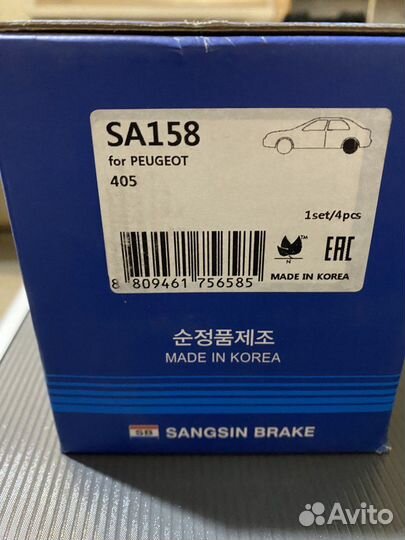 SA158
for PEUGEOT
405
1set/4pcs
TM
N
EAC
MADE IN KOREA
8 809461 756585
순정품제조
MADE IN KOREA
SB SANGSIN BRAKE
Avito